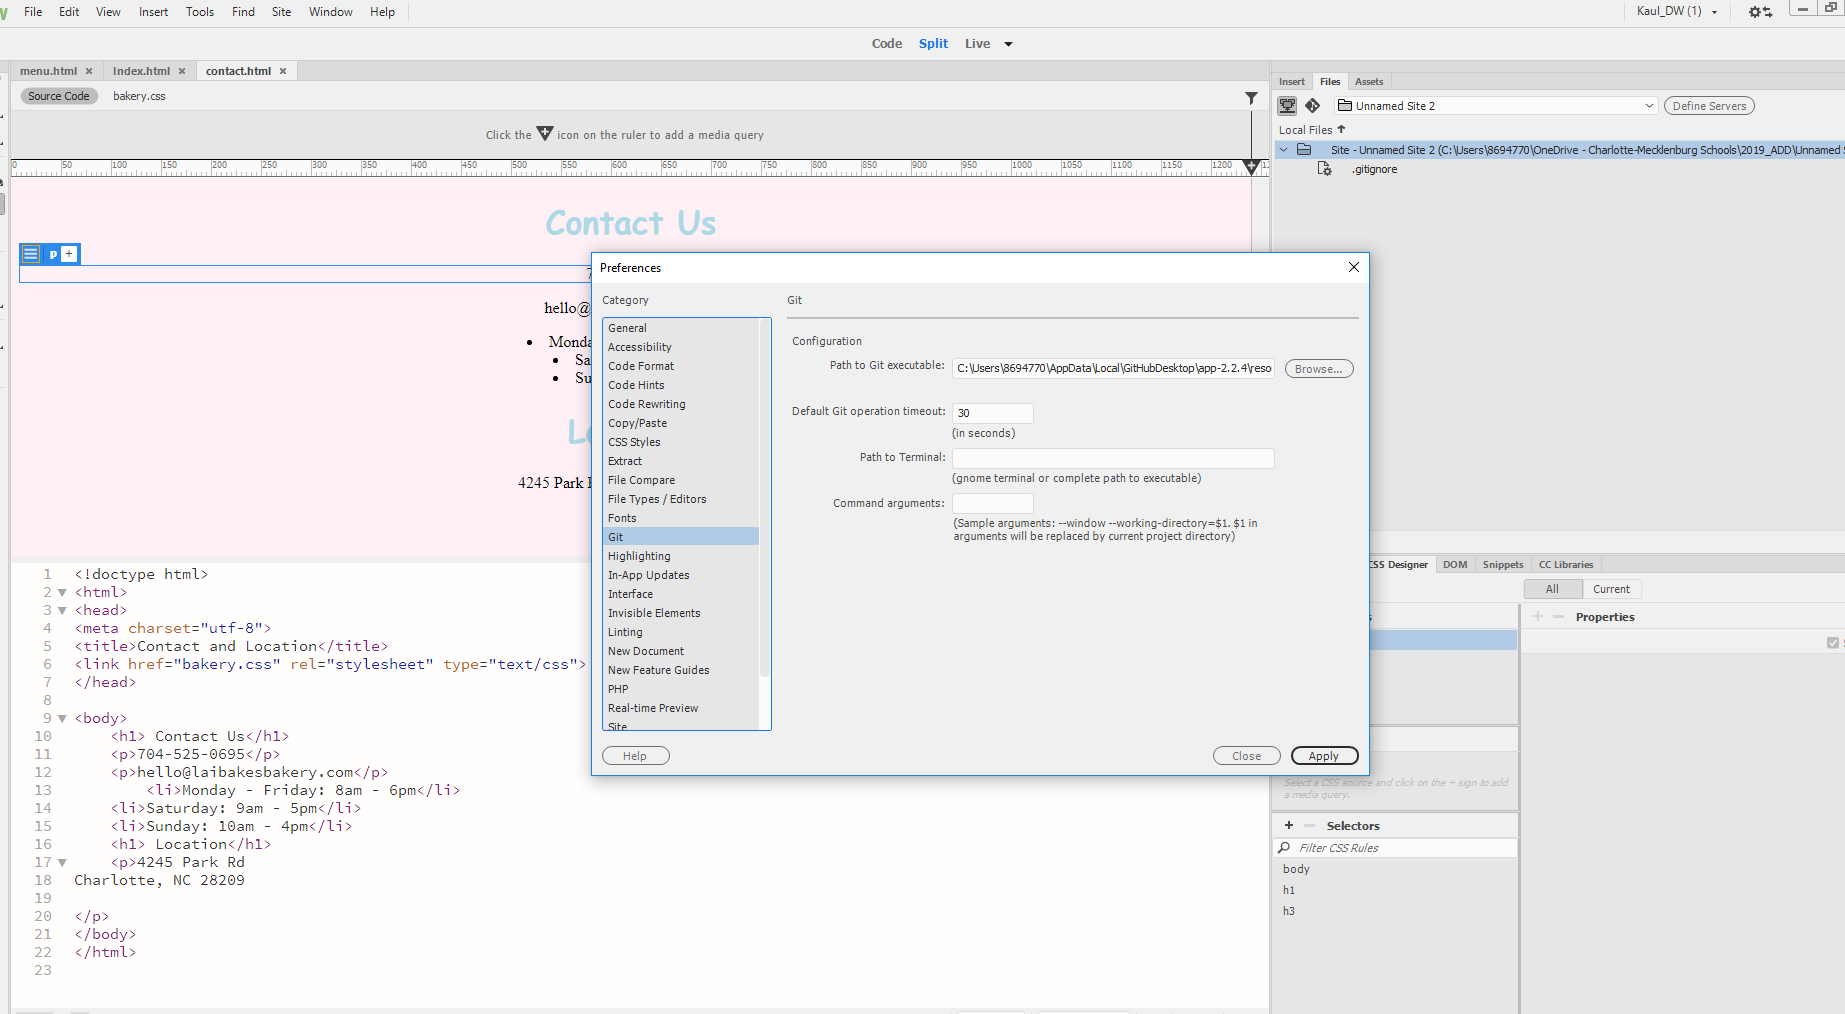 File Edit View Insert Tools Find Site Window Help
Kaul_DW (1)
Code Split Live
menu.html Index.html contact.html
Source Code bakery.css
Click the icon on the ruler to add a media query
0 50 100 150 200 250 300 350 400 450 500 550 600 650 700 750 800 850 900 950 1000 1050 1100 1150 1200
Contact Us
p +
hello@
Monda
Sa
Su
4245 Park
1 <!doctype html>
2 <html>
3 <head>
4 <meta charset="utf-8">
5 <title>Contact and Location</title>
6 <link href="bakery.css" rel="stylesheet" type="text/css">
7 </head>
8
9 <body>
10 <h1> Contact Us</h1>
11 <p>704-525-0695</p>
12 <p>hello@laibakesbakery.com</p>
13 <li>Monday - Friday: 8am - 6pm</li>
14 <li>Saturday: 9am - 5pm</li>
15 <li>Sunday: 10am - 4pm</li>
16 <h1> Location</h1>
17 <p>4245 Park Rd
18 Charlotte, NC 28209
19
20 </p>
21 </body>
22 </html>
23
Preferences
Category
General
Accessibility
Code Format
Code Hints
Code Rewriting
Copy/Paste
CSS Styles
Extract
File Compare
File Types / Editors
Fonts
Git
Highlighting
In-App Updates
Interface
Invisible Elements
Linting
New Document
New Feature Guides
PHP
Real-time Preview
Site
Git
Configuration
Path to Git executable: C:\Users\8694770\AppData\Local\GitHubDesktop\app-2.2.4\reso Browse...
Default Git operation timeout: 30
(in seconds)
Path to Terminal:
(gnome terminal or complete path to executable)
Command arguments:
(Sample arguments: --window --working-directory=$1. $1 in
arguments will be replaced by current project directory)
Help Close Apply
Insert Files Assets
Unnamed Site 2 Define Servers
Local Files
Site - Unnamed Site 2 (C:\Users\8694770\OneDrive - Charlotte-Mecklenburg Schools\2019_ADD\Unnamed
.gitignore
CSS Designer DOM Snippets CC Libraries
All Current
Properties
Select a CSS source and click on the + sign to add
a media query.
Selectors
Filter CSS Rules
body
h1
h3